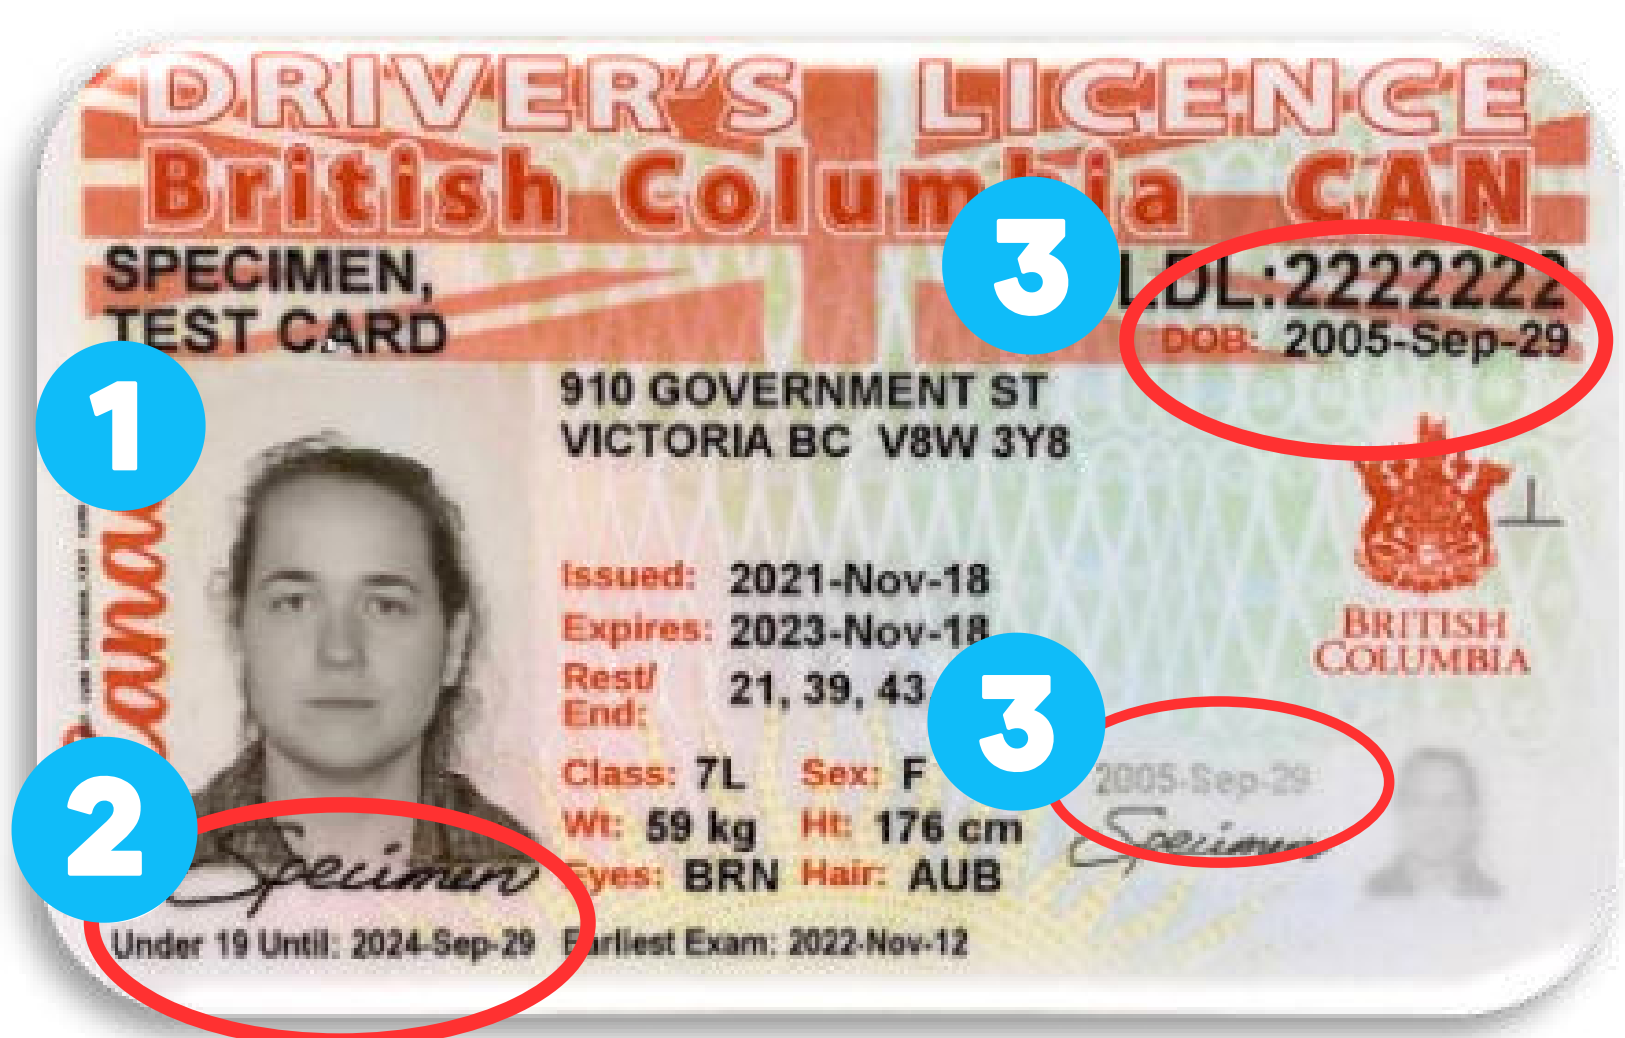 DRIVER'S LICENCE
British Columbia CAN
SPECIMEN,
TEST CARD
3
LDL:2222222
DOB: 2005-Sep-29
1
910 GOVERNMENT ST
VICTORIA BC V8W 3Y8
Issued: 2021-Nov-18
Expires: 2023-Nov-18
Rest/
End: 21, 39, 43
BRITISH
COLUMBIA
3
Class: 7L Sex: F
Wt: 59 kg Ht: 176 cm
Eyes: BRN Hair: AUB
2005-Sep-29
Specimen
2
Specimen
Under 19 Until: 2024-Sep-29 Earliest Exam: 2022-Nov-12